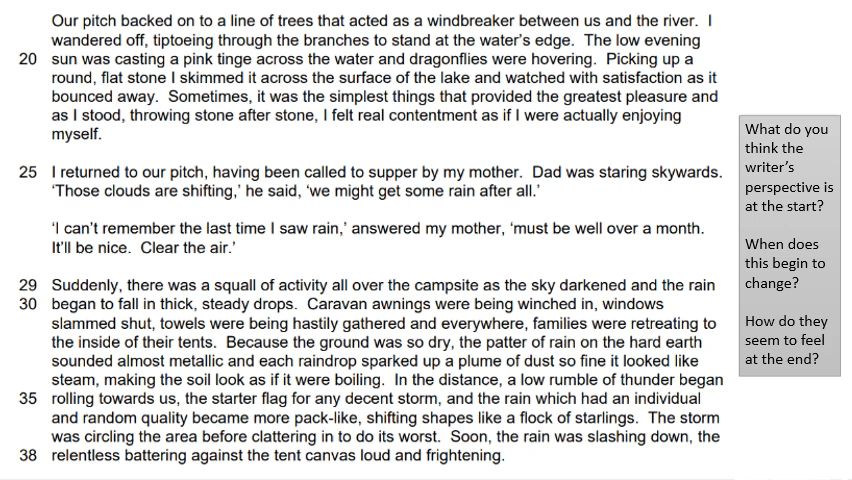 Our pitch backed on to a line of trees that acted as a windbreaker between us and the river.  I
wandered off, tiptoeing through the branches to stand at the water's edge.  The low evening
20 sun was casting a pink tinge across the water and dragonflies were hovering.  Picking up a
round, flat stone I skimmed it across the surface of the lake and watched with satisfaction as it
bounced away.  Sometimes, it was the simplest things that provided the greatest pleasure and
as I stood, throwing stone after stone, I felt real contentment as if I were actually enjoying
myself.
25 I returned to our pitch, having been called to supper by my mother.  Dad was staring skywards.
'Those clouds are shifting,' he said, 'we might get some rain after all.'
'I can't remember the last time I saw rain,' answered my mother, 'must be well over a month.
It'll be nice.  Clear the air.'
29 Suddenly, there was a squall of activity all over the campsite as the sky darkened and the rain
30 began to fall in thick, steady drops.  Caravan awnings were being winched in, windows
slammed shut, towels were being hastily gathered and everywhere, families were retreating to
the inside of their tents.  Because the ground was so dry, the patter of rain on the hard earth
sounded almost metallic and each raindrop sparked up a plume of dust so fine it looked like
steam, making the soil look as if it were boiling.  In the distance, a low rumble of thunder began
35 rolling towards us, the starter flag for any decent storm, and the rain which had an individual
and random quality became more pack-like, shifting shapes like a flock of starlings.  The storm
was circling the area before clattering in to do its worst.  Soon, the rain was slashing down, the
38 relentless battering against the tent canvas loud and frightening.
What do you
think the
writer's
perspective is
at the start?
When does
this begin to
change?
How do they
seem to feel
at the end?